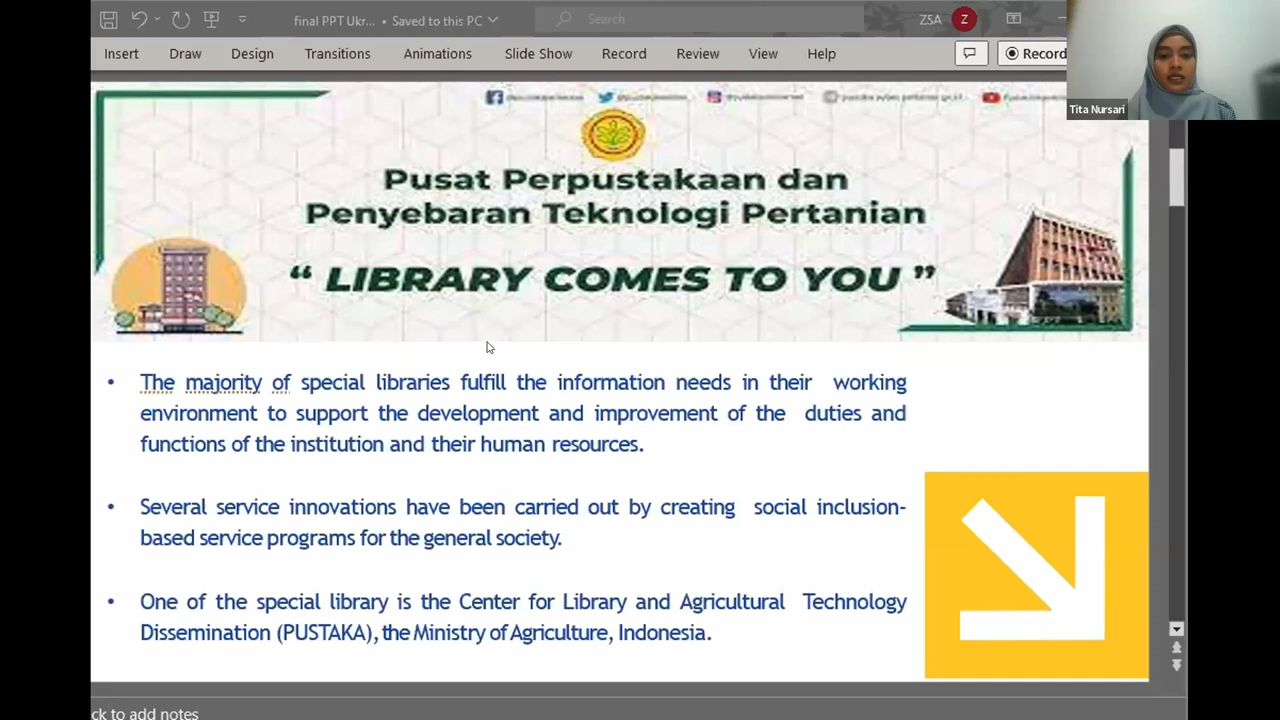 final PPT Ukr... • Saved to this PC
Search
ZSA
Z
Insert Draw Design Transitions Animations Slide Show Record Review View Help
Record
Tita Nursari
Pusat Perpustakaan dan
Penyebaran Teknologi Pertanian
“ LIBRARY COMES TO YOU ”
• The majority of special libraries fulfill the information needs in their working
environment to support the development and improvement of the duties and
functions of the institution and their human resources.
• Several service innovations have been carried out by creating social inclusion-
based service programs for the general society.
• One of the special library is the Center for Library and Agricultural Technology
Dissemination (PUSTAKA), the Ministry of Agriculture, Indonesia.
ck to add notes